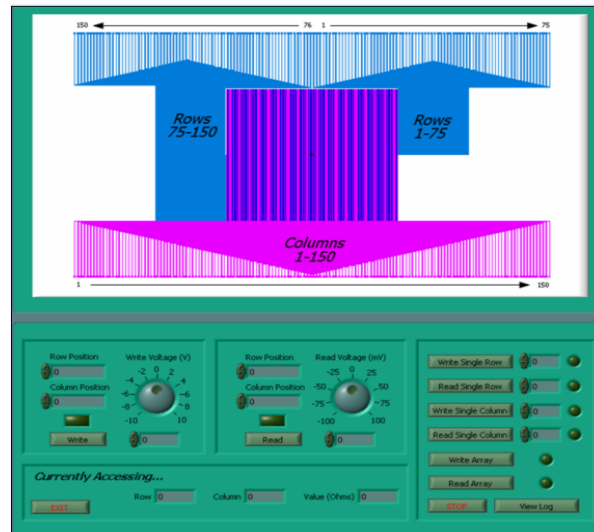 150 76 1 75
Rows
75-150
Rows
1-75
Columns
1-150
1 150
Row Position
0
Column Position
0
Write
Write Voltage (V)
-2 0 2
-4 4
-6 6
-8 8
-10 10
0
Row Position
0
Column Position
0
Read
Read Voltage (mV)
-25 0 25
-50 50
-75 75
-100 100
0
Write Single Row 0
Read Single Row 0
Write Single Column 0
Read Single Column 0
Write Array
Read Array
STOP View Log
Currently Accessing...
EXIT
Row 0 Column 0 Value (Ohms) 0